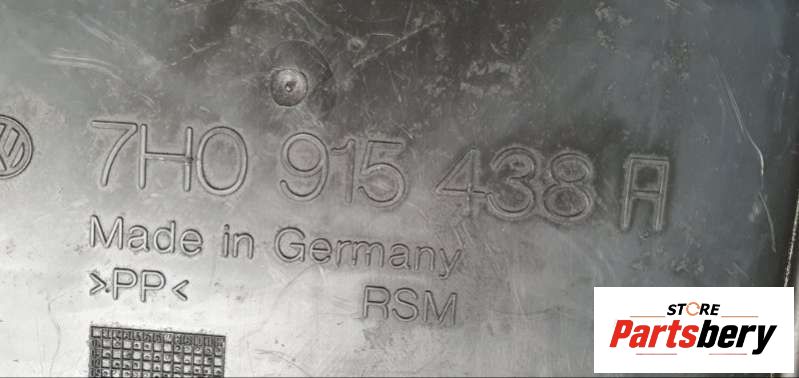 7H0 915 438 A
Made in Germany
>PP<
RSM
STORE
Partsbery